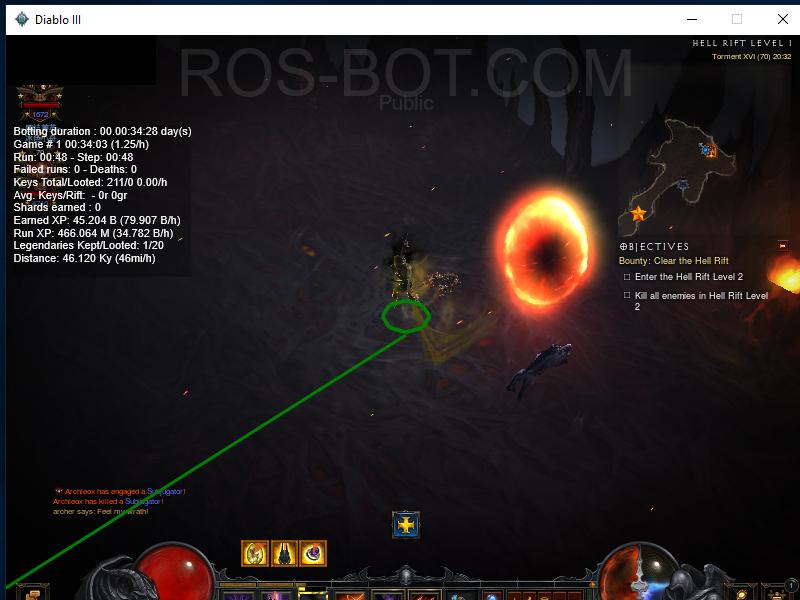 Diablo III
ROS-BOT.COM
Public
HELL RIFT LEVEL 1
Torment XVI (70) 20:32
1672
Botting duration : 00.00:34:28 day(s)
Game # 1 00:34:03 (1.25/h)
Run: 00:48 - Step: 00:48
Failed runs: 0 - Deaths: 0
Keys Total/Looted: 211/0 0.00/h
Avg. Keys/Rift: - 0r 0gr
Shards earned : 0
Earned XP: 45.204 B (79.907 B/h)
Run XP: 466.064 M (34.782 B/h)
Legendaries Kept/Looted: 1/20
Distance: 46.120 Ky (46mi/h)
OBJECTIVES
Bounty: Clear the Hell Rift
Enter the Hell Rift Level 2
Kill all enemies in Hell Rift Level
2
Archleox has engaged a Subjugator!
Archleox has killed a Subjugator!
archer says: Feel my wrath!
1